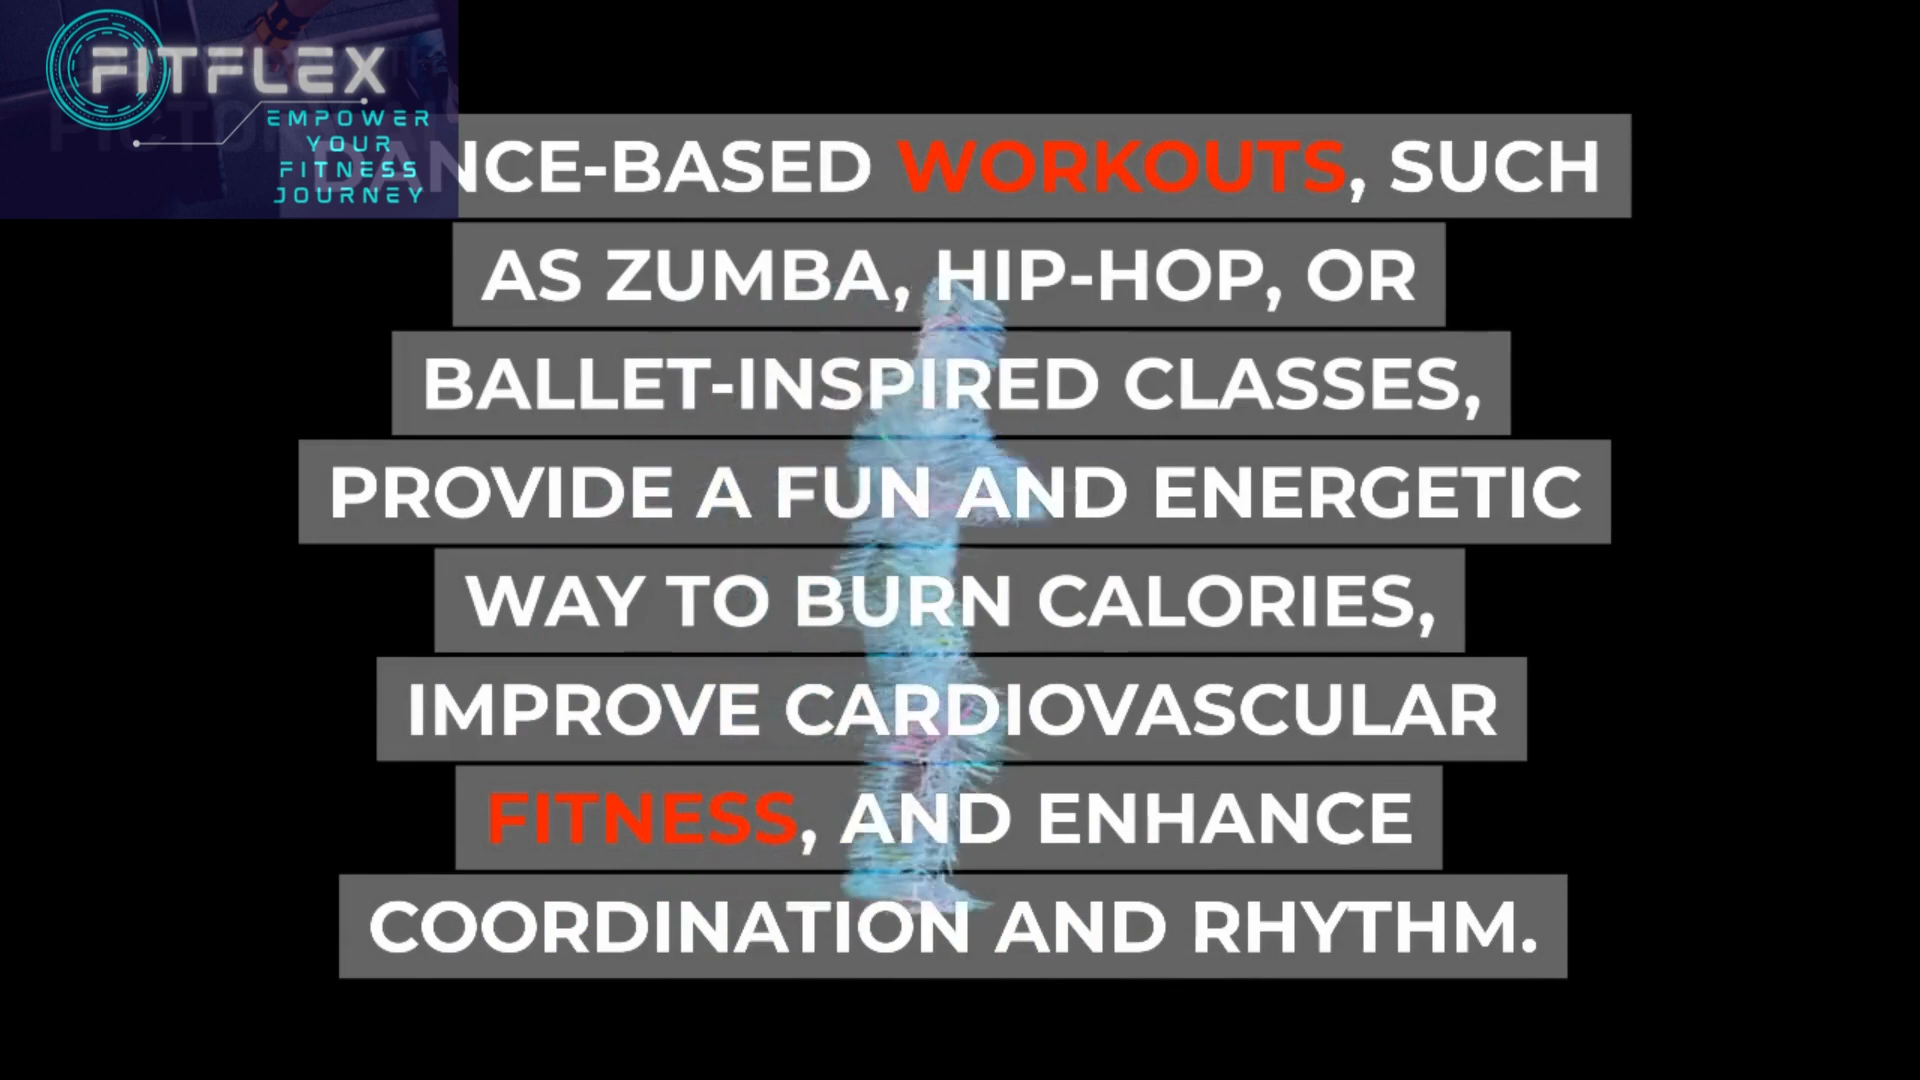 FITFLEX
EMPOWER
YOUR
FITNESS
JOURNEY
DANCE-BASED WORKOUTS, SUCH
AS ZUMBA, HIP-HOP, OR
BALLET-INSPIRED CLASSES,
PROVIDE A FUN AND ENERGETIC
WAY TO BURN CALORIES,
IMPROVE CARDIOVASCULAR
FITNESS, AND ENHANCE
COORDINATION AND RHYTHM.